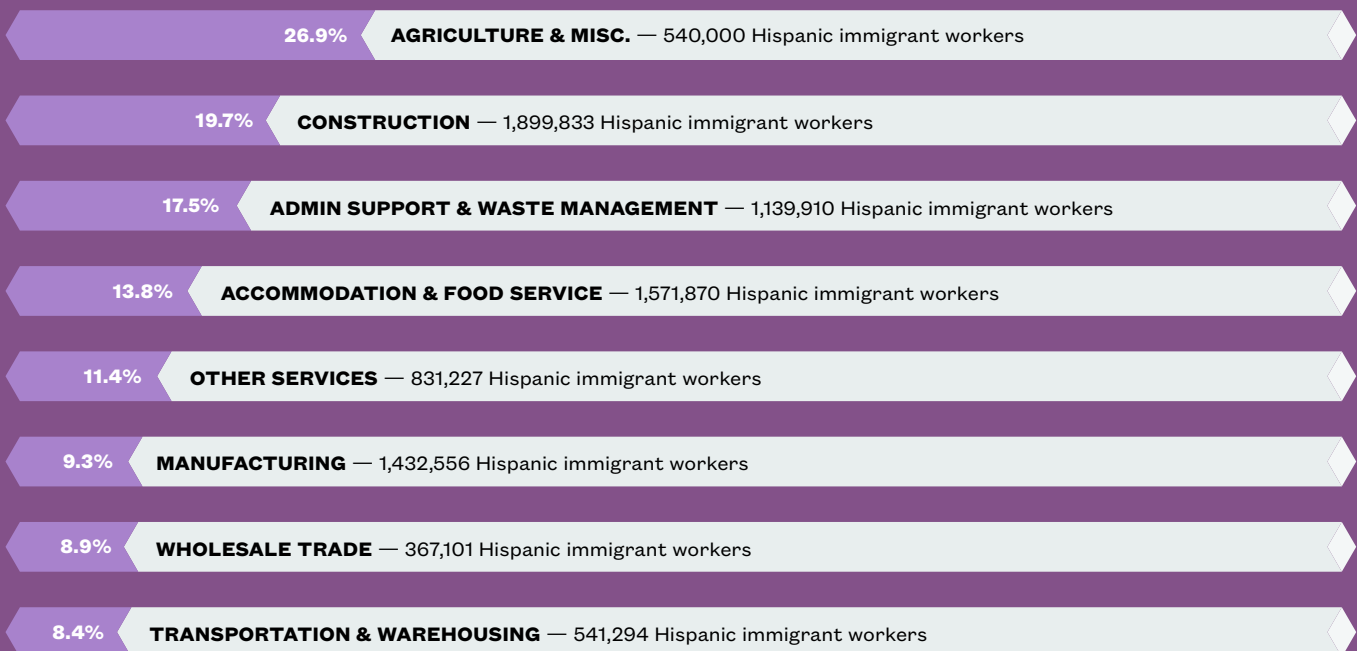 26.9% AGRICULTURE & MISC. — 540,000 Hispanic immigrant workers
19.7% CONSTRUCTION — 1,899,833 Hispanic immigrant workers
17.5% ADMIN SUPPORT & WASTE MANAGEMENT — 1,139,910 Hispanic immigrant workers
13.8% ACCOMMODATION & FOOD SERVICE — 1,571,870 Hispanic immigrant workers
11.4% OTHER SERVICES — 831,227 Hispanic immigrant workers
9.3% MANUFACTURING — 1,432,556 Hispanic immigrant workers
8.9% WHOLESALE TRADE — 367,101 Hispanic immigrant workers
8.4% TRANSPORTATION & WAREHOUSING — 541,294 Hispanic immigrant workers